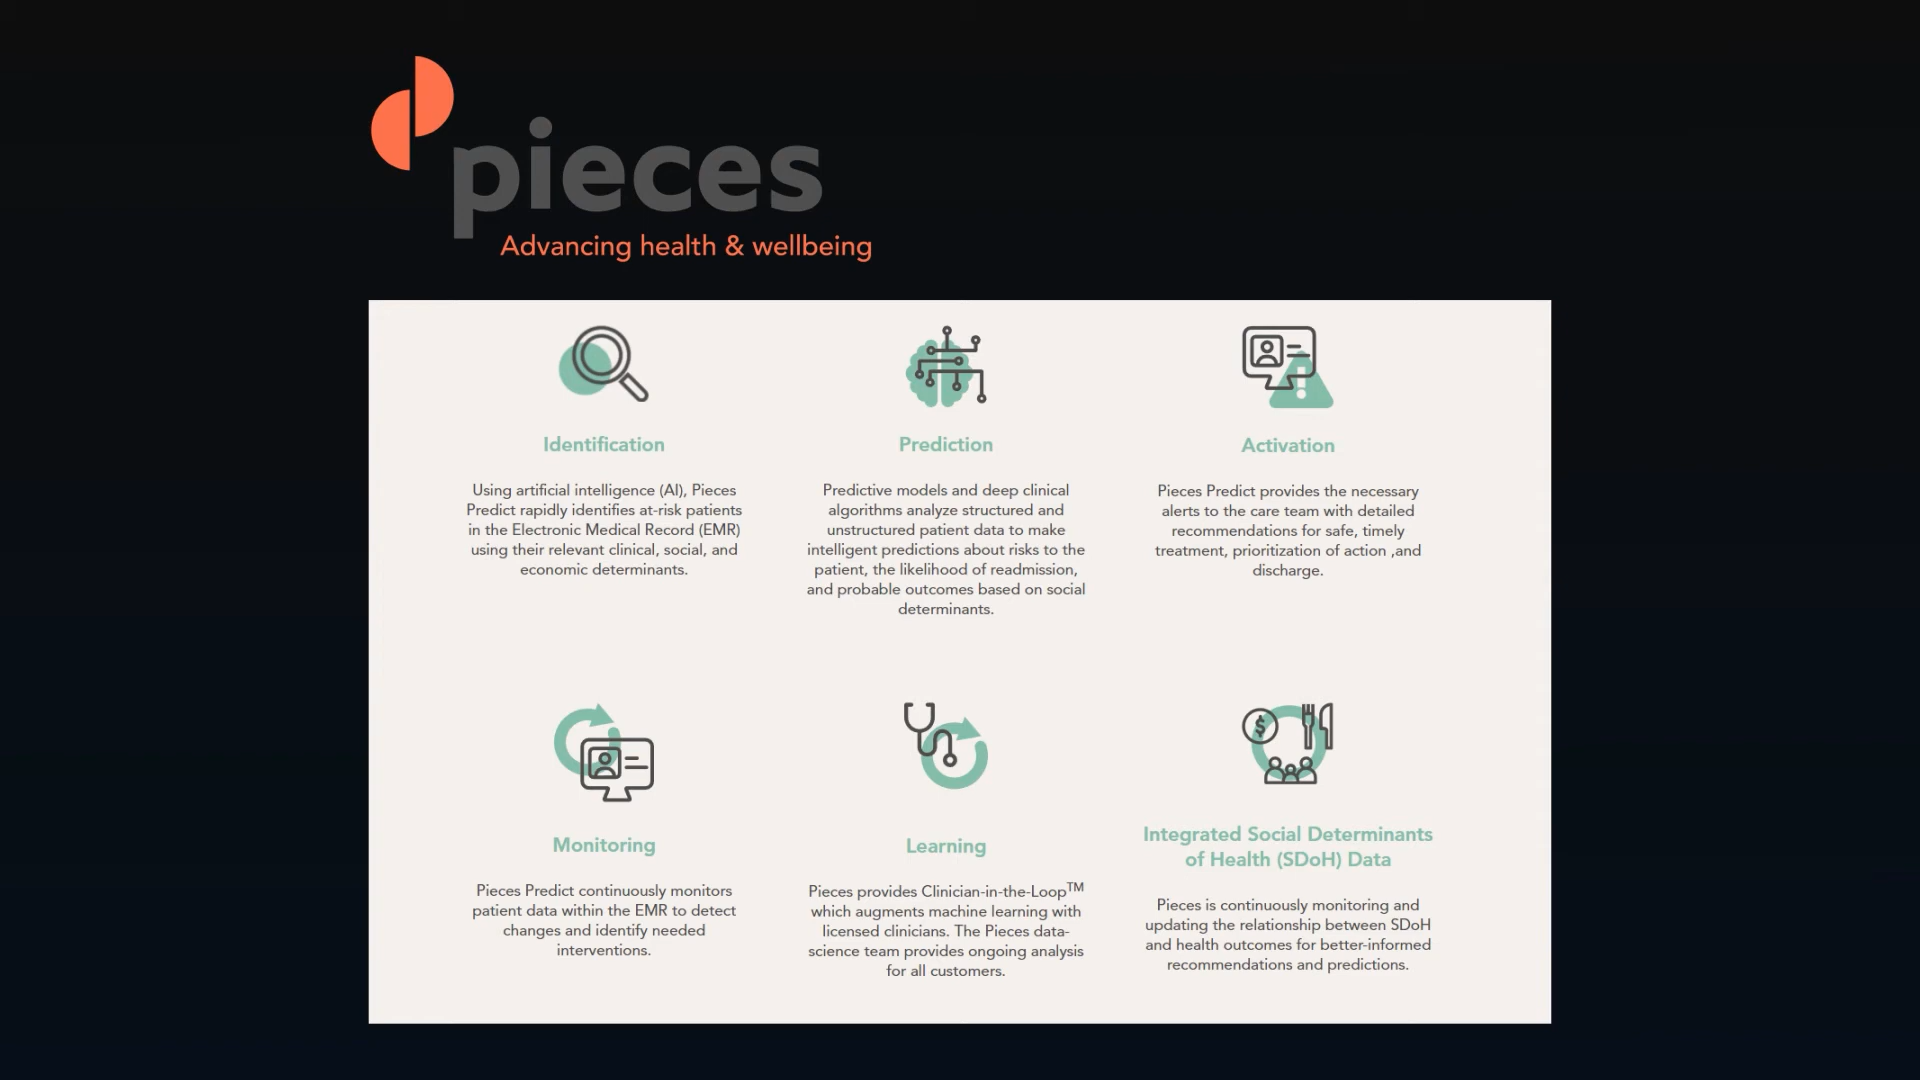 pieces
Advancing health & wellbeing
Identification
Using artificial intelligence (AI), Pieces
Predict rapidly identifies at-risk patients
in the Electronic Medical Record (EMR)
using their relevant clinical, social, and
economic determinants.
Prediction
Predictive models and deep clinical
algorithms analyze structured and
unstructured patient data to make
intelligent predictions about risks to the
patient, the likelihood of readmission,
and probable outcomes based on social
determinants.
Activation
Pieces Predict provides the necessary
alerts to the care team with detailed
recommendations for safe, timely
treatment, prioritization of action ,and
discharge.
Monitoring
Pieces Predict continuously monitors
patient data within the EMR to detect
changes and identify needed
interventions.
Learning
Pieces provides Clinician-in-the-Loop™
which augments machine learning with
licensed clinicians. The Pieces data-
science team provides ongoing analysis
for all customers.
Integrated Social Determinants
of Health (SDoH) Data
Pieces is continuously monitoring and
updating the relationship between SDoH
and health outcomes for better-informed
recommendations and predictions.